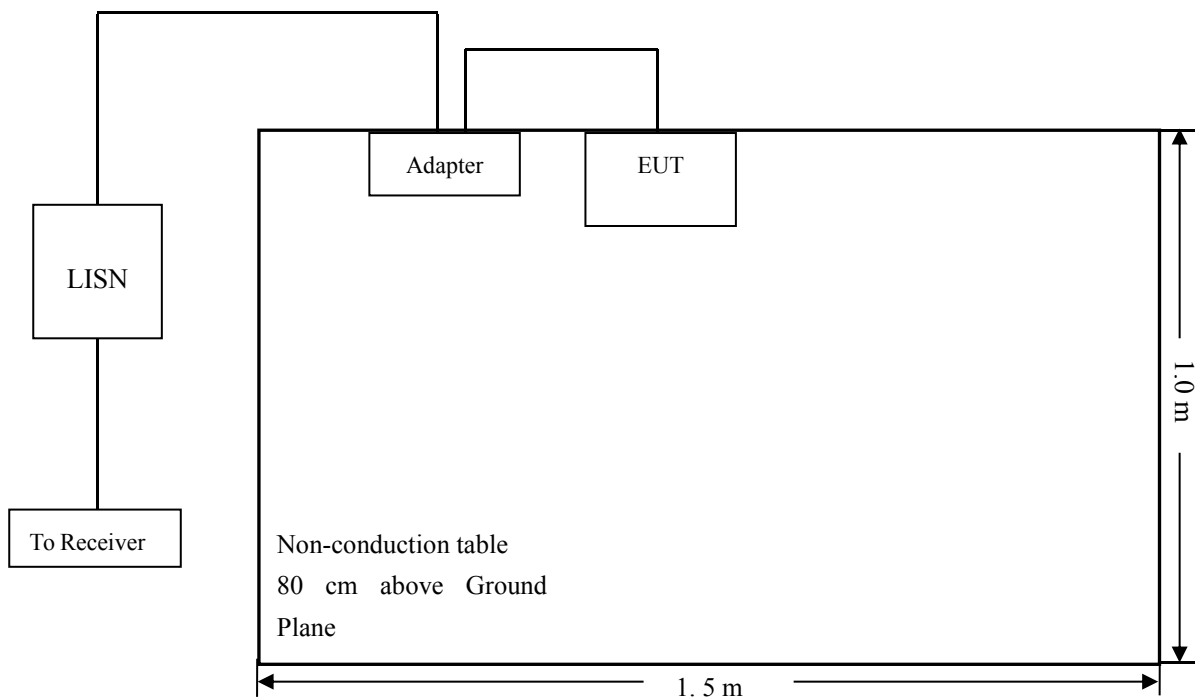 Adapter
EUT
LISN
To Receiver
Non-conduction table
80 cm above Ground
Plane
1.0 m
1. 5 m